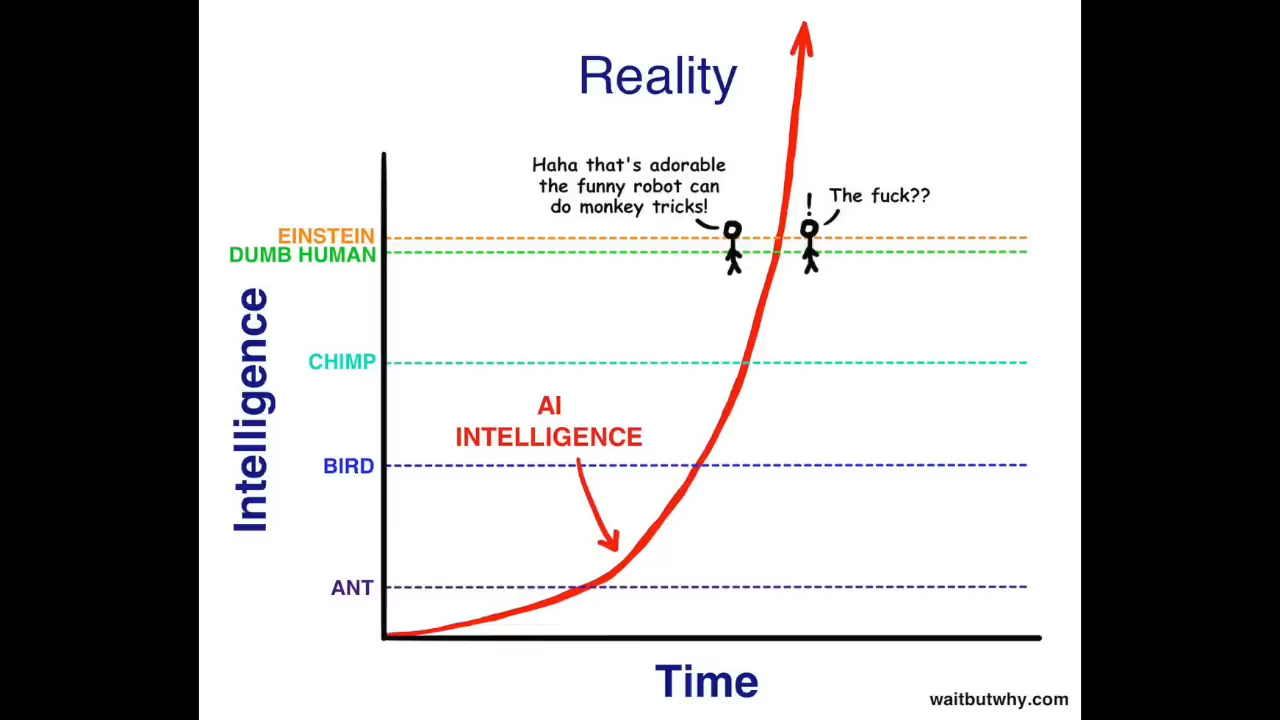 Reality
Haha that's adorable
the funny robot can
do monkey tricks!
!
The fuck??
EINSTEIN
DUMB HUMAN
CHIMP
AI
INTELLIGENCE
BIRD
ANT
Intelligence
Time
waitbutwhy.com